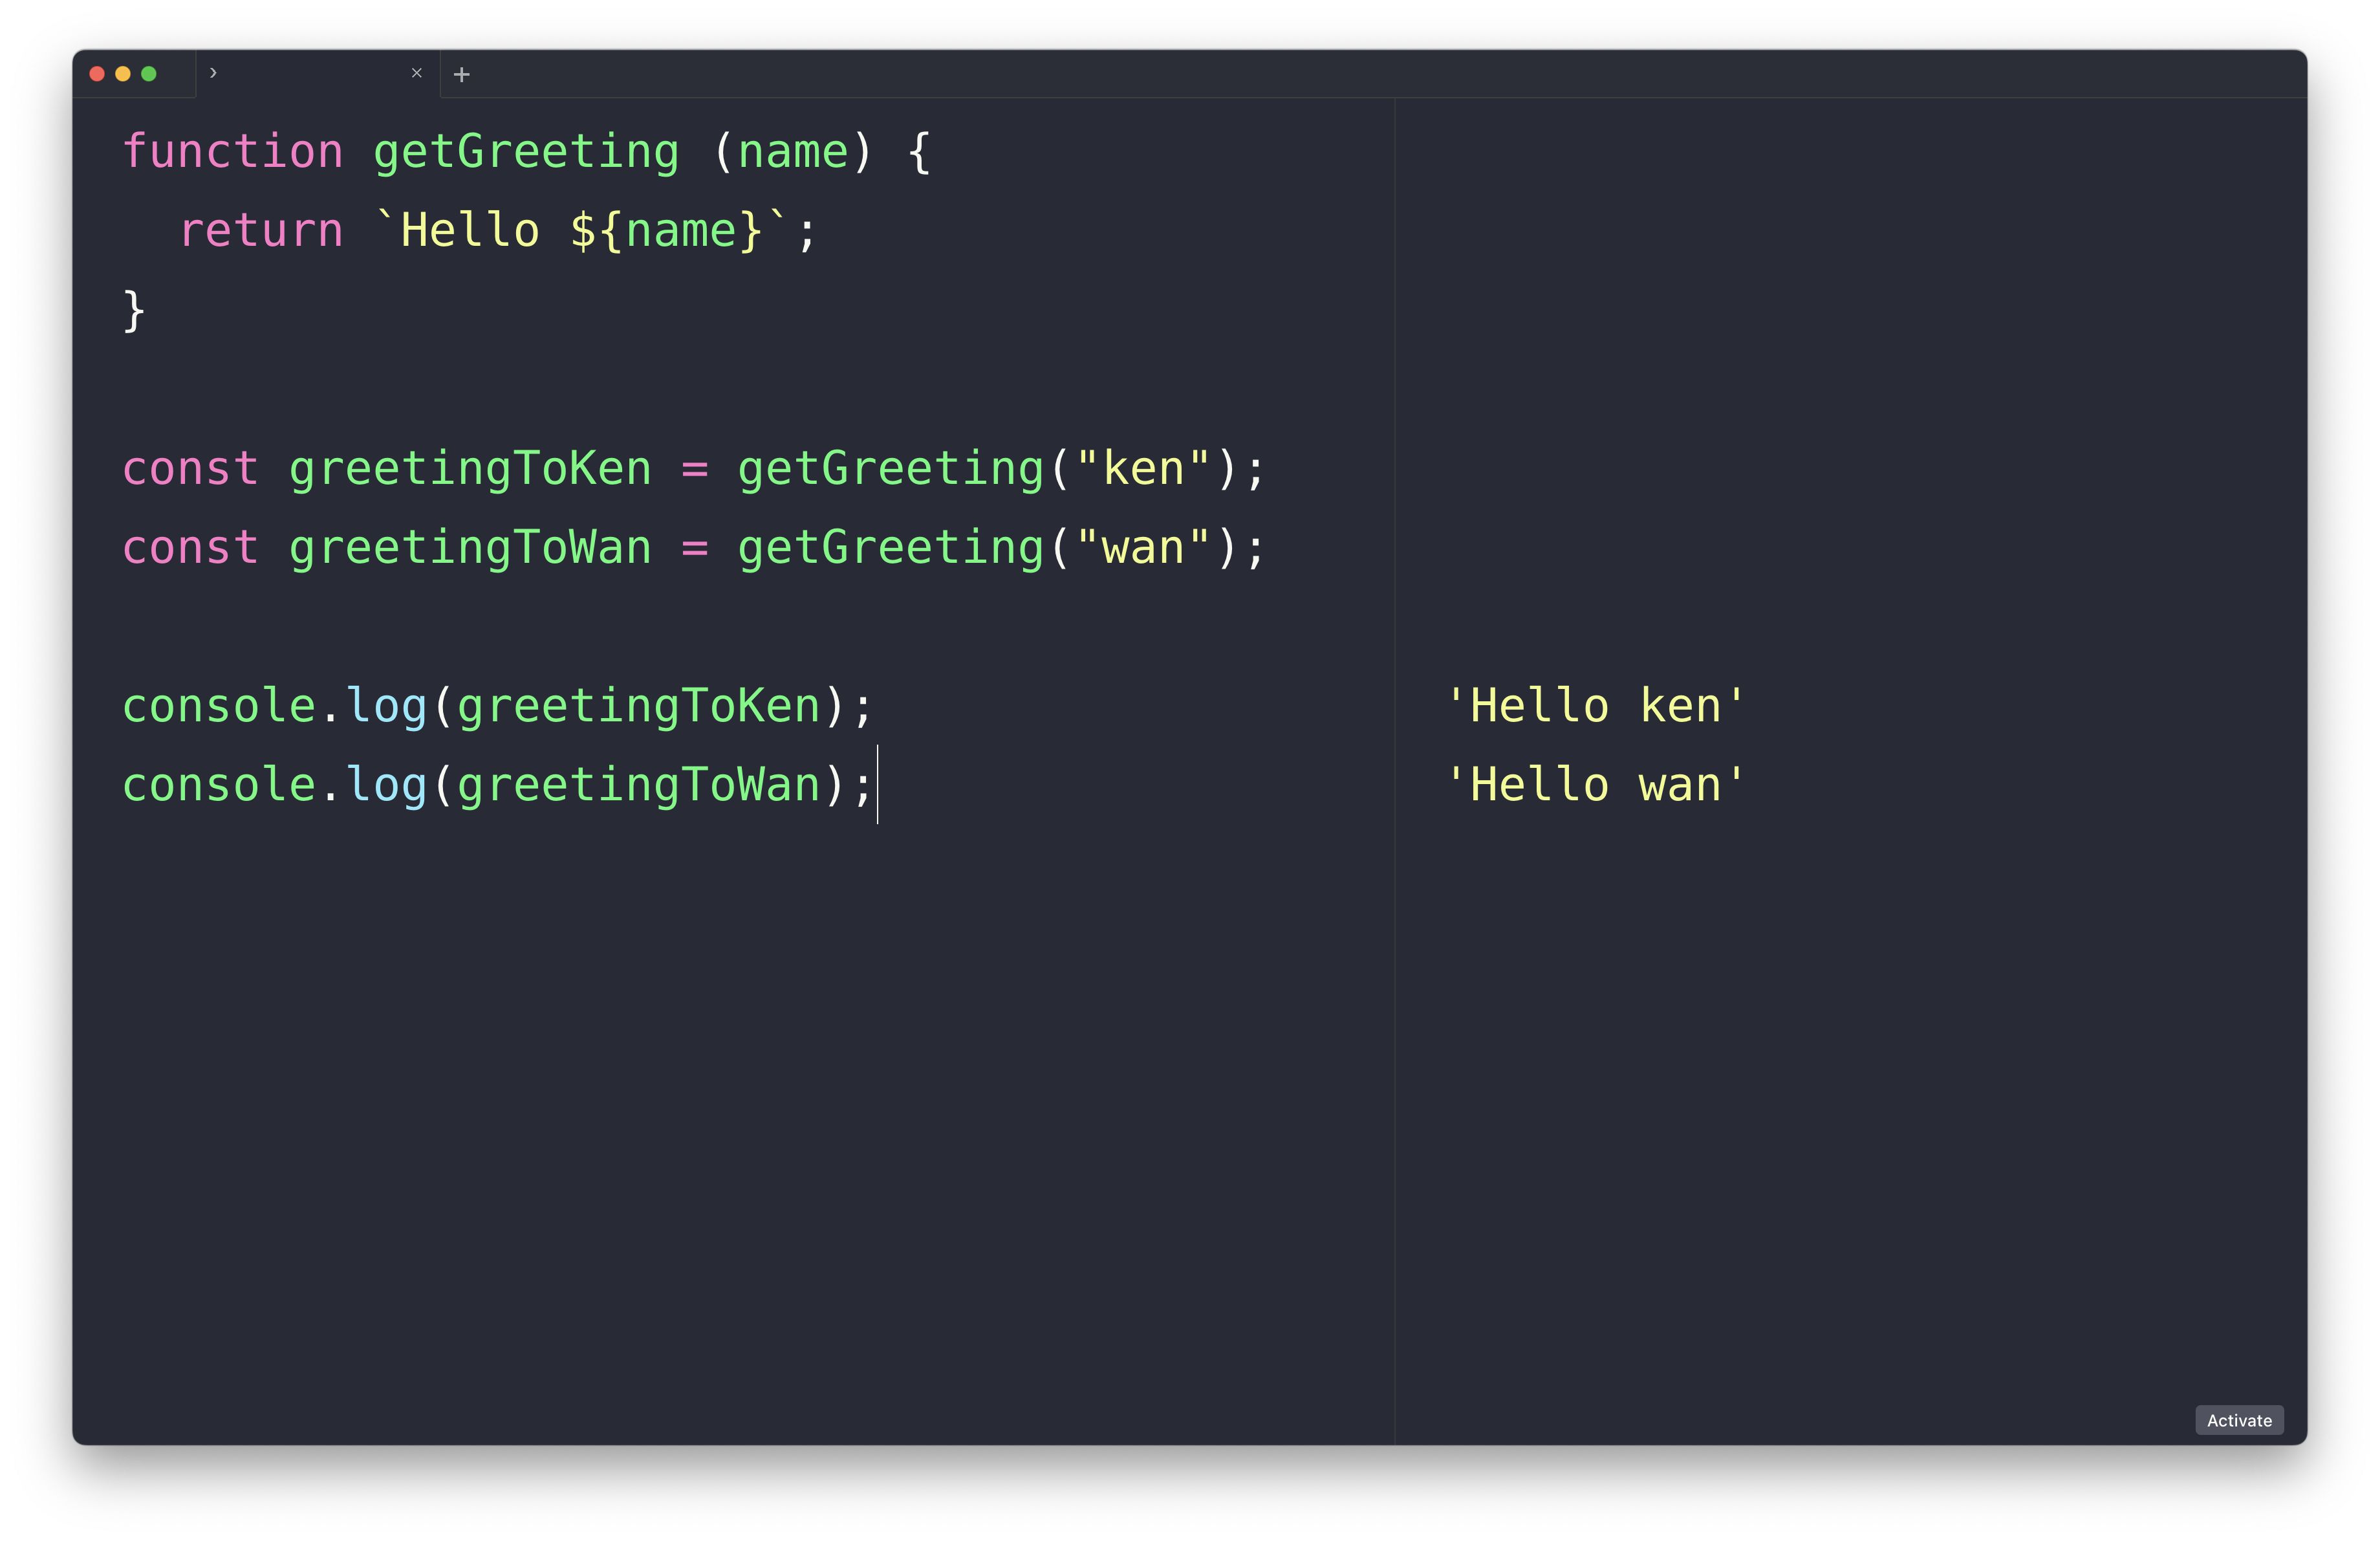 function getGreeting (name) {
  return `Hello ${name}`;
}
const greetingToKen = getGreeting("ken");
const greetingToWan = getGreeting("wan");
console.log(greetingToKen);
console.log(greetingToWan);
'Hello ken'
'Hello wan'
Activate